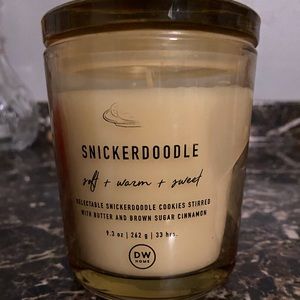 SNICKERDOODLE
soft + warm + sweet
DELECTABLE SNICKERDOODLE COOKIES STIRRED
WITH BUTTER AND BROWN SUGAR CINNAMON
9.3 oz | 262 g | 33 hrs.
DW
HOME